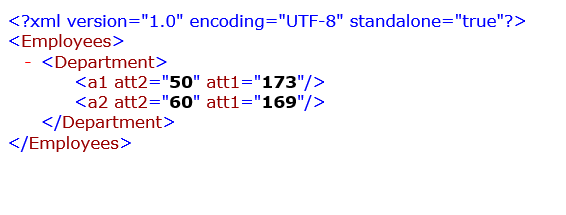 <?xml version="1.0" encoding="UTF-8" standalone="true"?>
<Employees>
- <Department>
<a1 att2="50" att1="173"/>
<a2 att2="60" att1="169"/>
</Department>
</Employees>